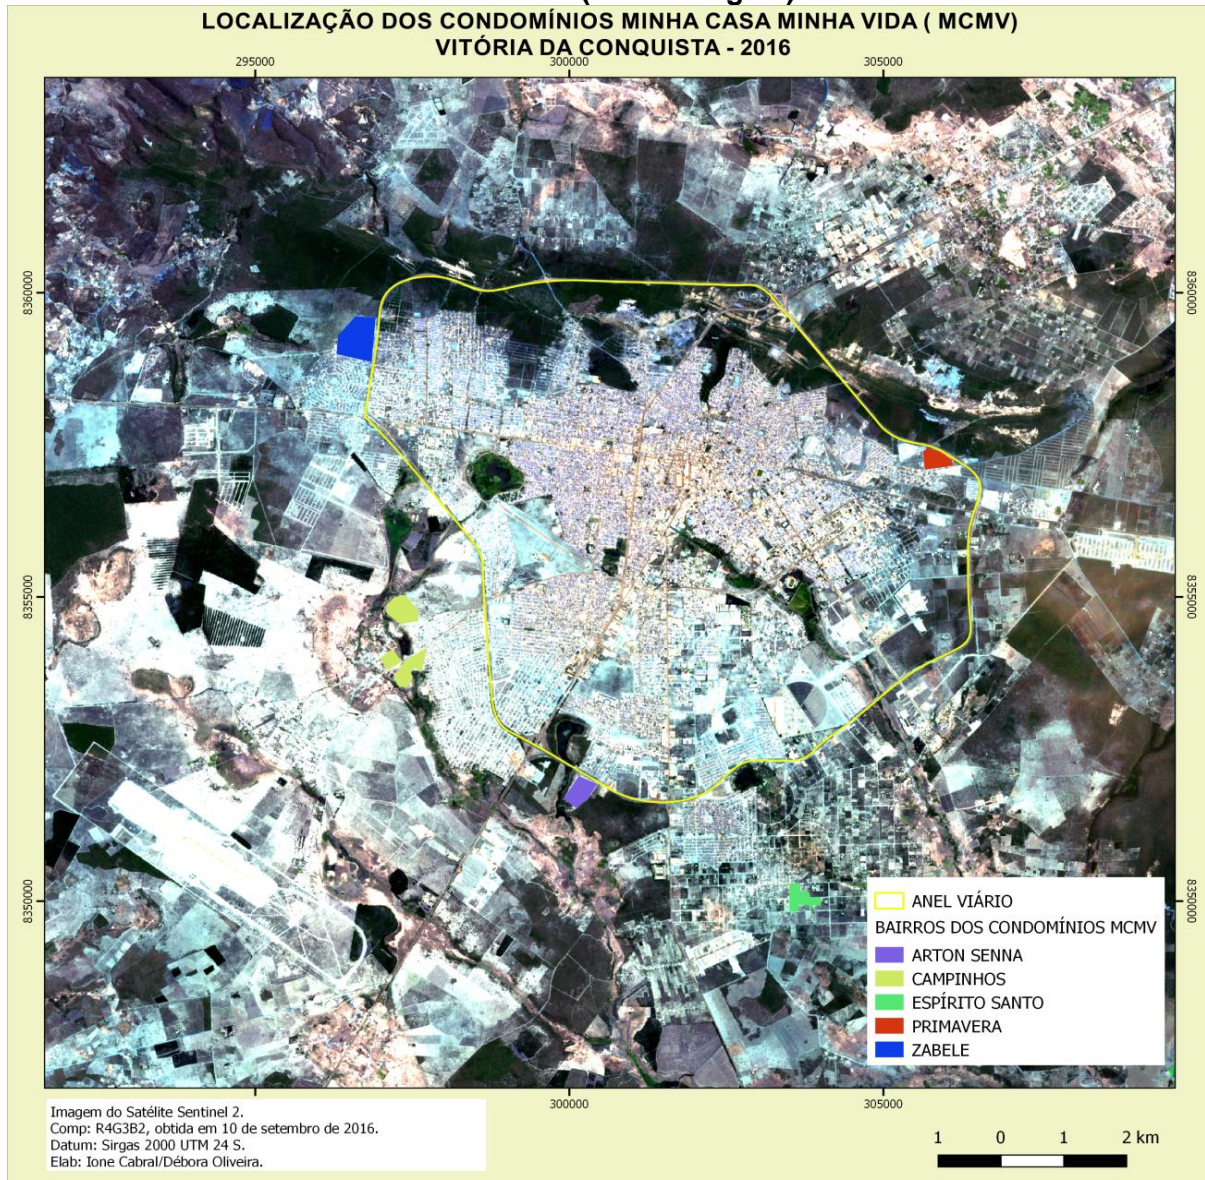 LOCALIZAÇÃO DOS CONDOMÍNIOS MINHA CASA MINHA VIDA ( MCMV)
VITÓRIA DA CONQUISTA - 2016
295000 300000 305000
8360000 8360000
8355000 8355000
8350000 8350000
ANEL VIÁRIO
BAIRROS DOS CONDOMÍNIOS MCMV
ARTON SENNA
CAMPINHOS
ESPÍRITO SANTO
PRIMAVERA
ZABELE
295000 300000 305000
Imagem do Satélite Sentinel 2.
Comp: R4G3B2, obtida em 10 de setembro de 2016.
Datum: Sirgas 2000 UTM 24 S.
Elab: Ione Cabral/Débora Oliveira.
1 0 1 2 km